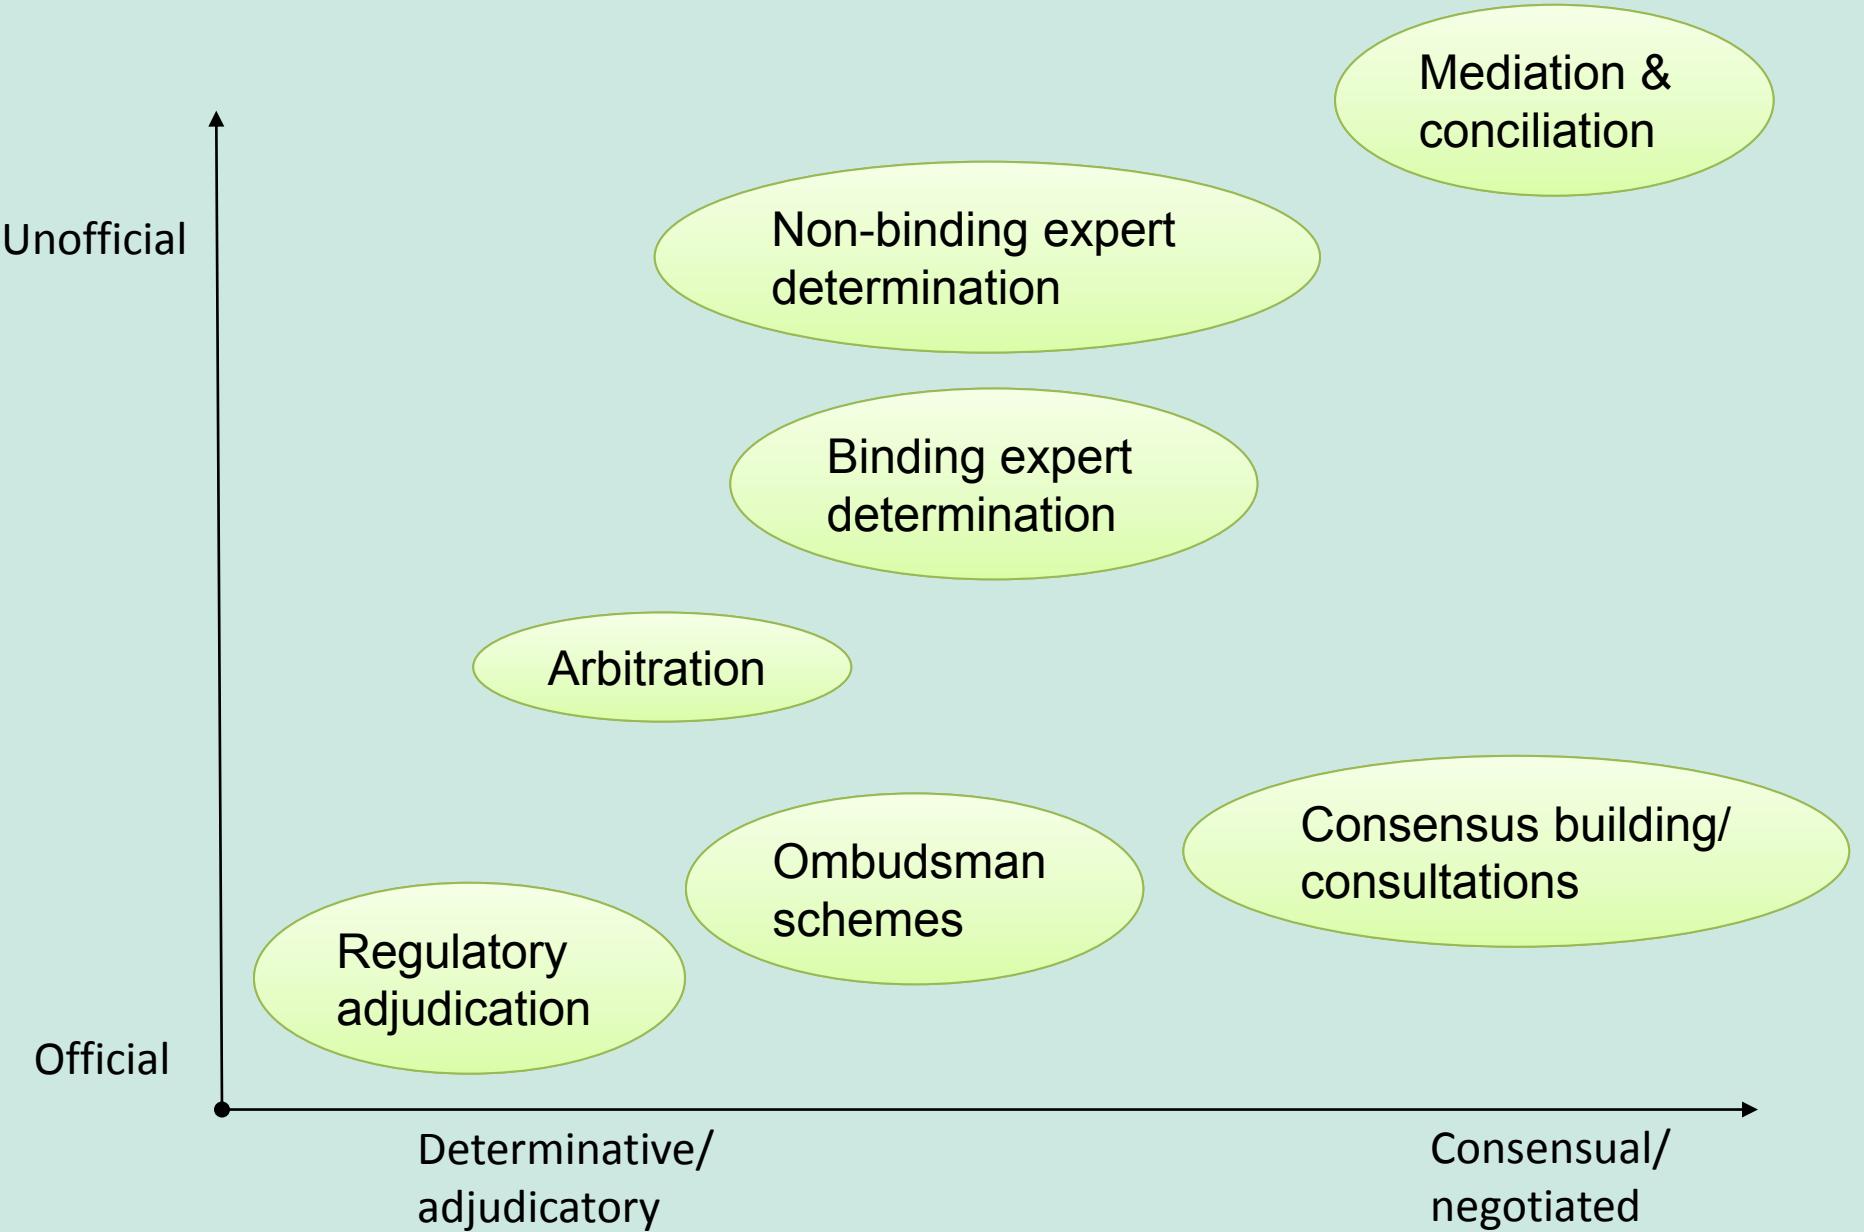 Mediation &
conciliation
Unofficial
Non-binding expert
determination
Binding expert
determination
Arbitration
Consensus building/
consultations
Ombudsman
schemes
Regulatory
adjudication
Official
Determinative/
adjudicatory
Consensual/
negotiated